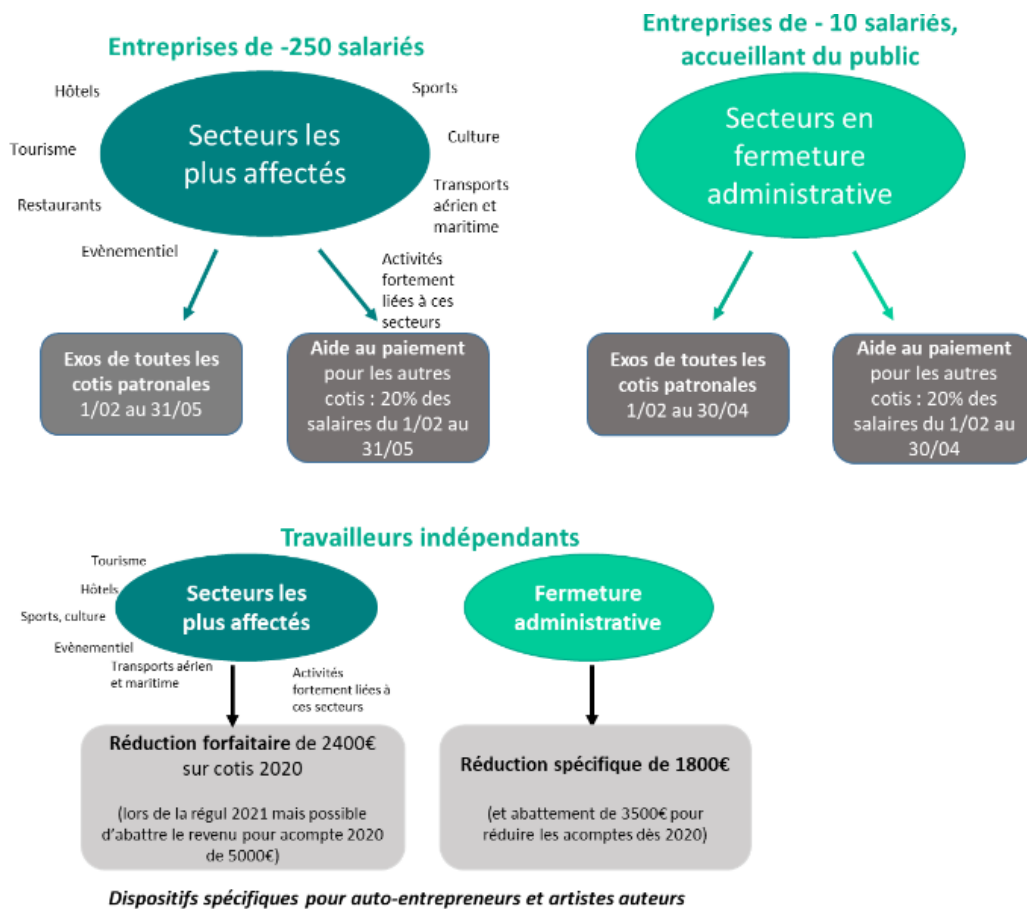 Entreprises de -250 salariés
Hôtels
Sports
Tourisme
Secteurs les
plus affectés
Culture
Restaurants
Transports
aérien et
maritime
Evènementiel
Activités
fortement
liées à ces
secteurs
Exos de toutes les
cotis patronales
1/02 au 31/05
Aide au paiement
pour les autres
cotis : 20% des
salaires du 1/02 au
31/05
Entreprises de - 10 salariés,
accueillant du public
Secteurs en
fermeture
administrative
Exos de toutes les
cotis patronales
1/02 au 30/04
Aide au paiement
pour les autres
cotis : 20% des
salaires du 1/02 au
30/04
Travailleurs indépendants
Tourisme
Hôtels
Sports, culture
Evènementiel
Transports aérien
et maritime
Secteurs les
plus affectés
Activités
fortement liées à
ces secteurs
Réduction forfaitaire de 2400€
sur cotis 2020
(lors de la régul 2021 mais possible
d'abattre le revenu pour acompte 2020
de 5000€)
Fermeture
administrative
Réduction spécifique de 1800€
(et abattement de 3500€ pour
réduire les acomptes dès 2020)
Dispositifs spécifiques pour auto-entrepreneurs et artistes auteurs